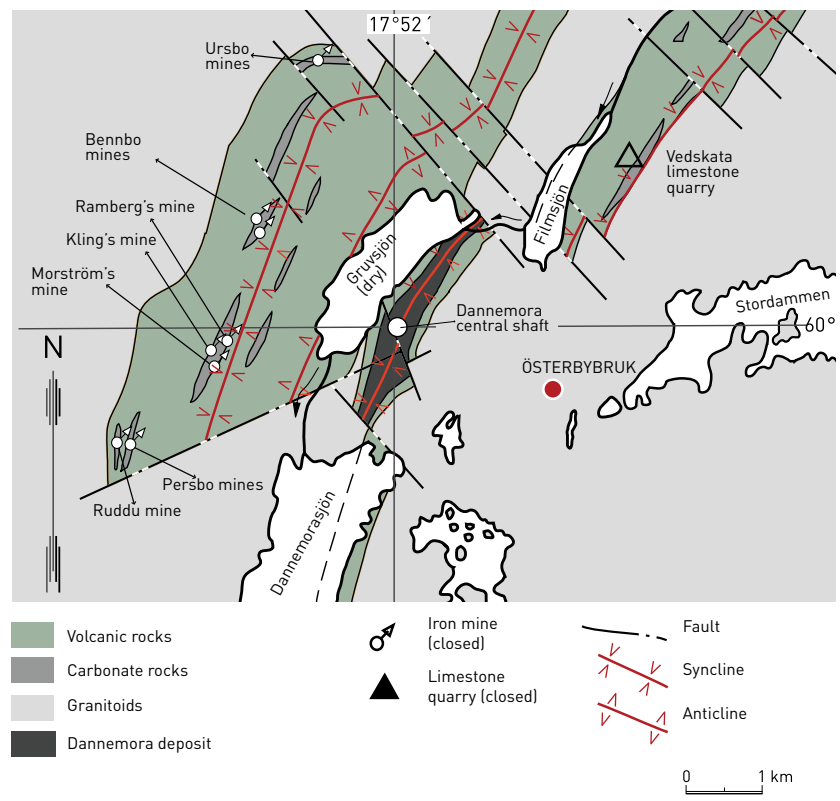 17°52´
Ursbo
mines
Bennbo
mines
Ramberg's mine
Kling's mine
Morström's
mine
Vedskata
limestone
quarry
Filmsjön
Gruvsjön
(dry)
Stordammen
Dannemora
central shaft
60°
N
ÖSTERBYBRUK
Persbo mines
Ruddu mine
Dannemorasjön
Volcanic rocks
Carbonate rocks
Granitoids
Dannemora deposit
Iron mine
(closed)
Limestone
quarry (closed)
Fault
Syncline
Anticline
0 1 km